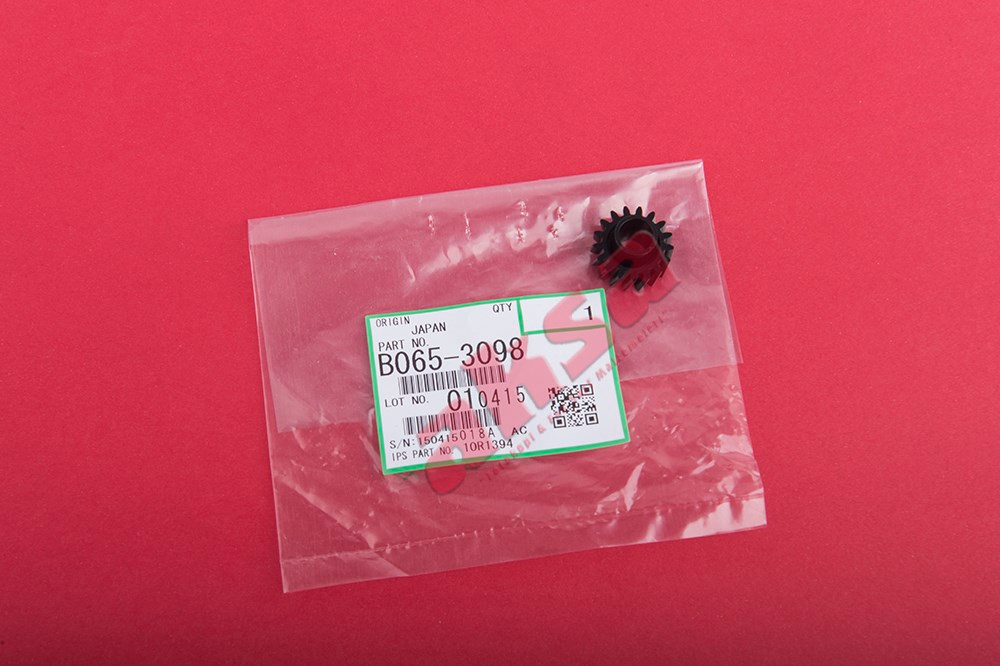 QTY 1
ORIGIN
JAPAN
PART NO.
B065-3098
LOT NO. 010415
S/N:150415018A AC
IPS PART NO. 10R1394